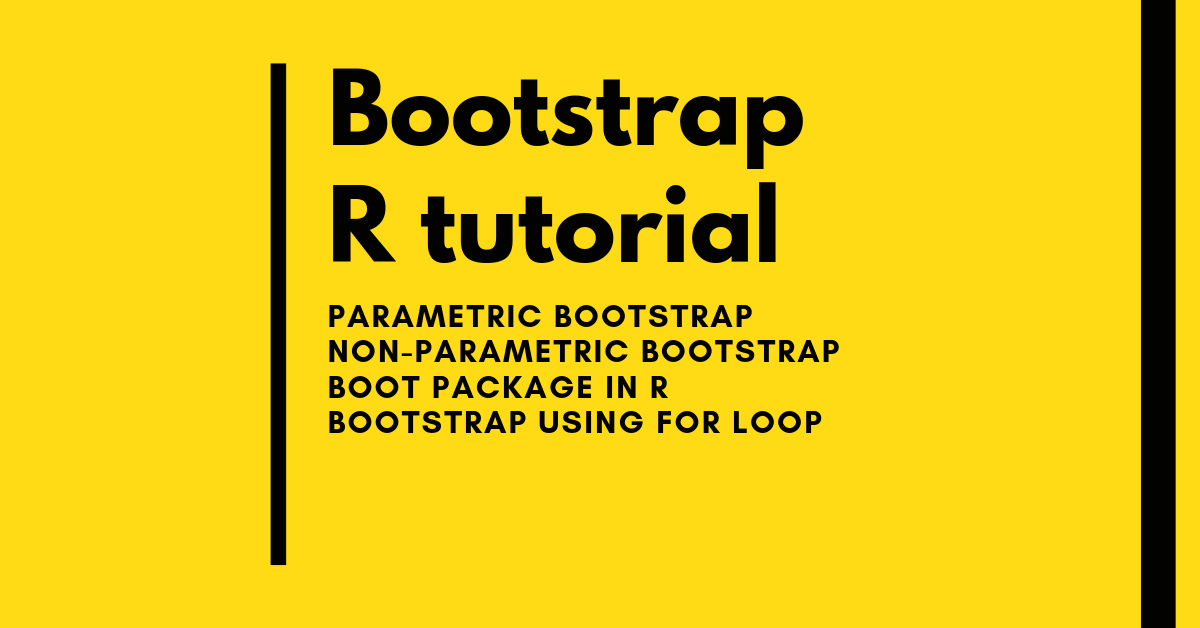 Bootstrap
R tutorial
PARAMETRIC BOOTSTRAP
NON-PARAMETRIC BOOTSTRAP
BOOT PACKAGE IN R
BOOTSTRAP USING FOR LOOP